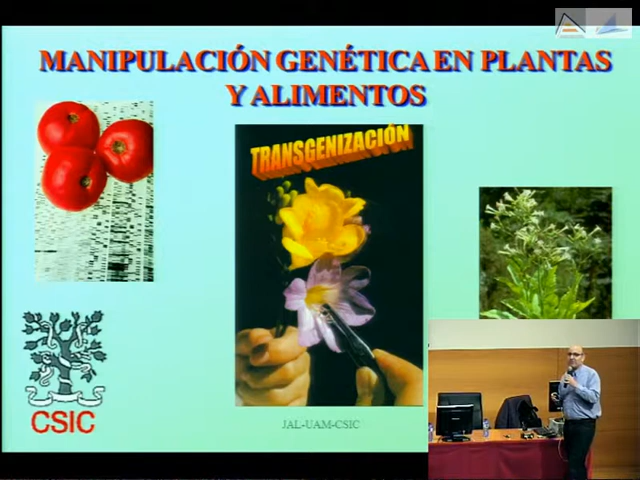 MANIPULACIÓN GENÉTICA EN PLANTAS
Y ALIMENTOS
TRANSGENIZACIÓN
CSIC
JAL-UAM-CSIC